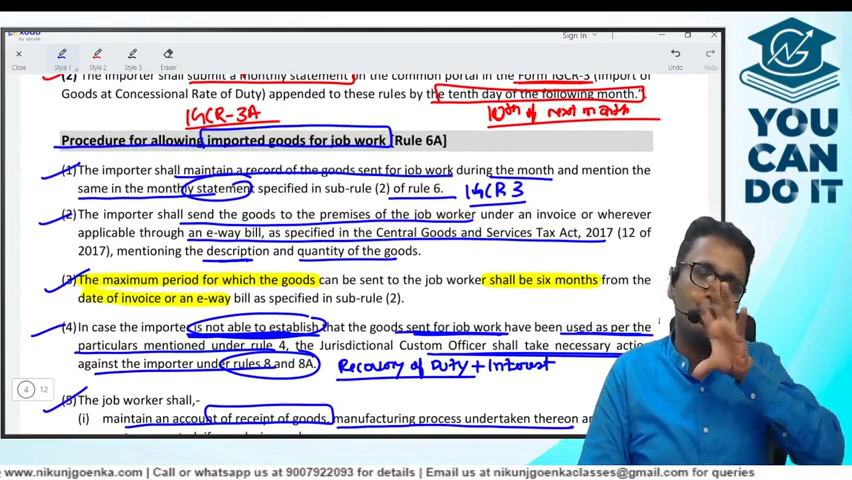 Sign In
Close
Style 1
Style 2
Style 3
Eraser
Undo
Redo
(2) The importer shall submit a monthly statement on the common portal in the Form IGCR-3 (Import of
Goods at Concessional Rate of Duty) appended to these rules by the tenth day of the following month."
IGCR-3A
10th of next month
Procedure for allowing imported goods for job work [Rule 6A]
(1) The importer shall maintain a record of the goods sent for job work during the month and mention the
same in the monthly statement specified in sub-rule (2) of rule 6.
IGCR 3
(2) The importer shall send the goods to the premises of the job worker under an invoice or wherever
applicable through an e-way bill, as specified in the Central Goods and Services Tax Act, 2017 (12 of
2017), mentioning the description and quantity of the goods.
(3) The maximum period for which the goods can be sent to the job worker shall be six months from the
date of invoice or an e-way bill as specified in sub-rule (2).
(4) In case the importer is not able to establish that the goods sent for job work have been used as per the
particulars mentioned under rule 4, the Jurisdictional Custom Officer shall take necessary actio
against the importer under rules 8 and 8A.
Recovery of Duty + Interest
4 12
(5) The job worker shall,-
(i) maintain an account of receipt of goods, manufacturing process undertaken thereon an
YOU
CAN
DO IT
www.nikunjgoenka.com | Call or whatsapp us at 9007922093 for details | Email us at nikunjgoenkaclasses@gmail.com for queries